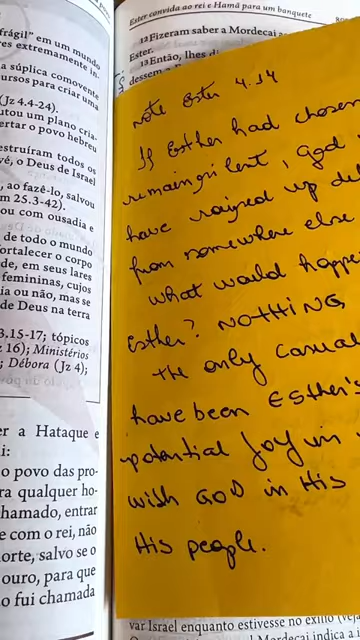 frágil" em um mundo
es extremamente in-
a súplica comovente
ursos para criar uma
(Jz 4.4-24).
utou um plano cria-
ertar o povo hebreu
estruíram todos os
vé, o Deus de Israel
, ao fazê-lo, salvou
m 25.3-42).
ou com ousadia e
de todo o mundo
ortalecer o corpo
de, em seus lares
femininas, cujos
ia ou não, mas se
de Deus na terra
3,15-17; tópicos
z 16); Ministérios
; Débora (Jz 4);
er a Hataque e
i:
o povo das pro-
ra qualquer ho-
hamado, entrar
e com o rei, não
orte, salvo se o
ouro, para que
o fui chamada
Ester convida ao rei e Hamã para um banquete
12 Fizeram saber a Mordecai
Ester.
13 Então, lhes
dessem
Note Ester 4.14
If Esther had chosen
remain silent, God
have raised up del
from somewhere else
what would happe
Esther? NOTHING
the only casual
have been Esther's
potential Joy in
with GOD in His
His people.
var Israel enquanto estivesse no exílio
Mordecai indica a